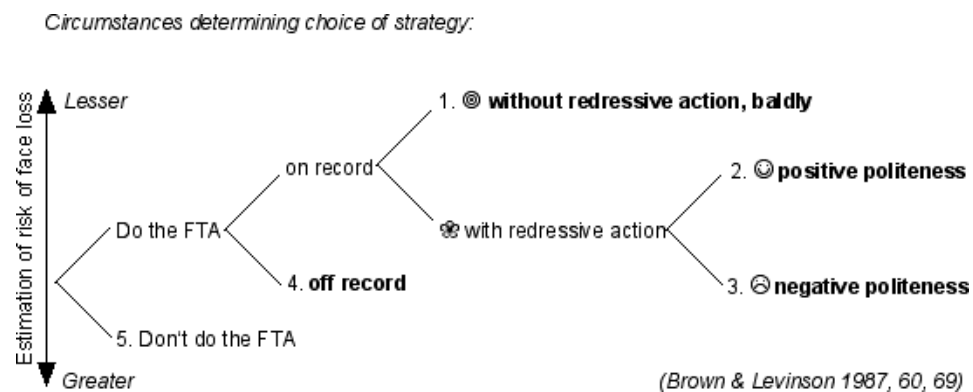 Circumstances determining choice of strategy:
Estimation of risk of face loss
Lesser
1. without redressive action, baldly
on record
2. positive politeness
Do the FTA
with redressive action
4. off record
3. negative politeness
5. Don't do the FTA
Greater
(Brown & Levinson 1987, 60, 69)